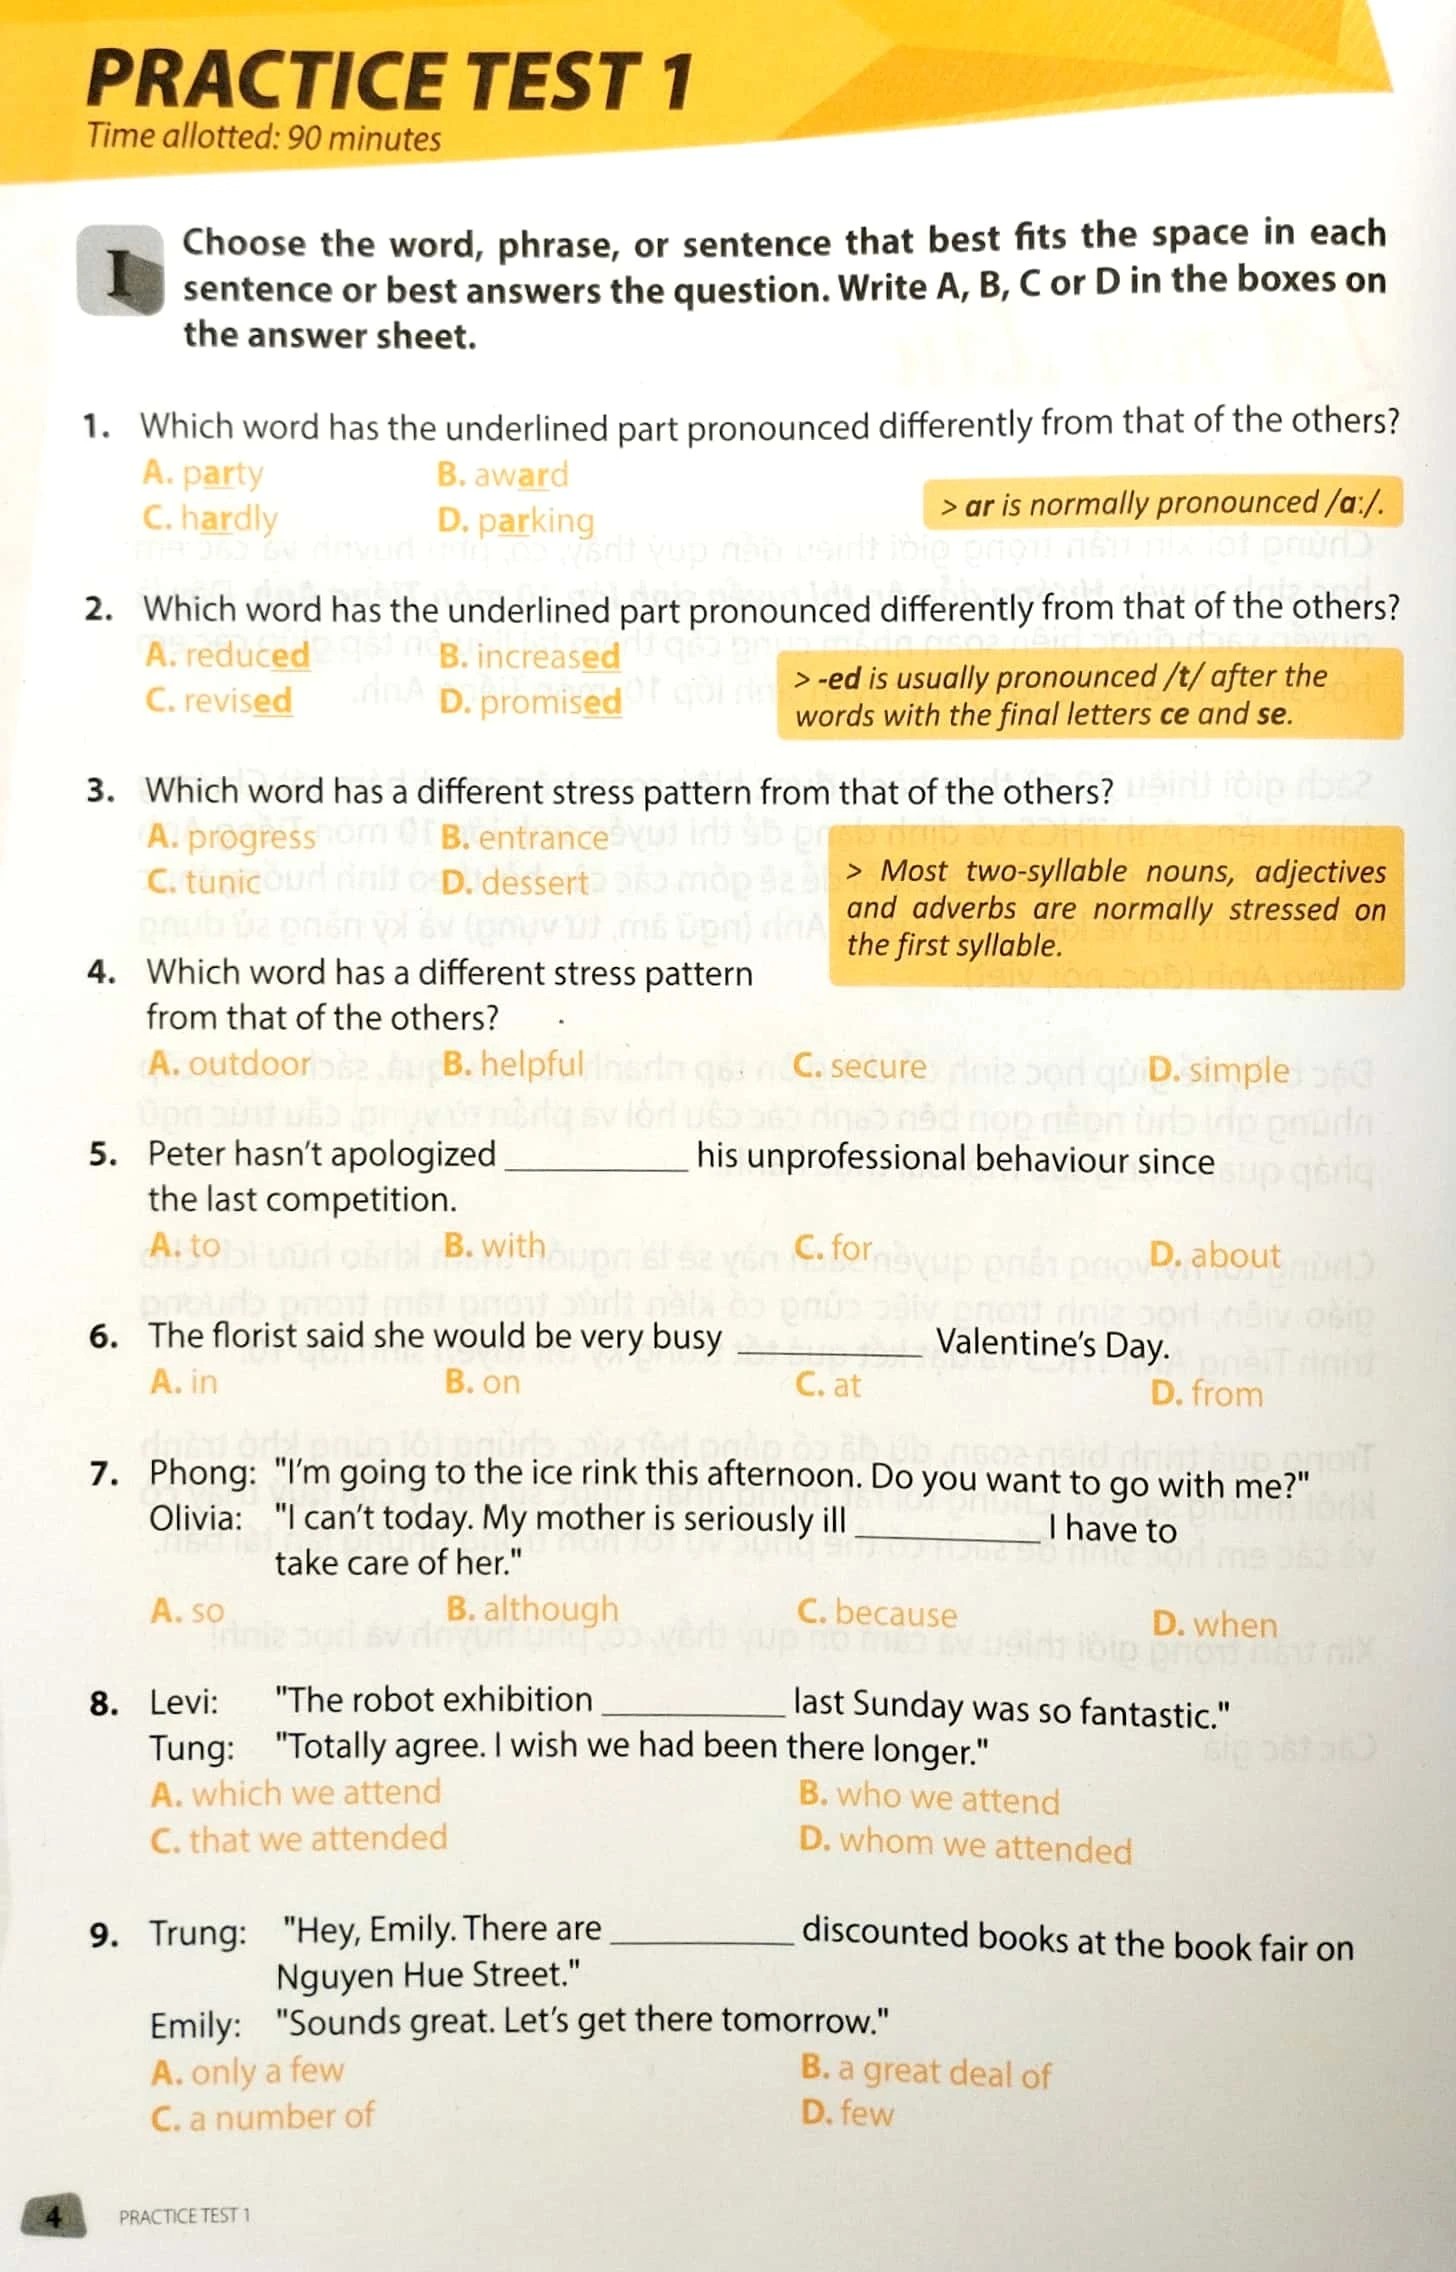 PRACTICE TEST 1
Time allotted: 90 minutes
I
Choose the word, phrase, or sentence that best fits the space in each
sentence or best answers the question. Write A, B, C or D in the boxes on
the answer sheet.
1. Which word has the underlined part pronounced differently from that of the others?
A. party B. award
C. hardly D. parking
> ar is normally pronounced /ɑː/.
2. Which word has the underlined part pronounced differently from that of the others?
A. reduced B. increased
C. revised D. promised
> -ed is usually pronounced /t/ after the
words with the final letters ce and se.
3. Which word has a different stress pattern from that of the others?
A. progress B. entrance
C. tunic D. dessert
> Most two-syllable nouns, adjectives
and adverbs are normally stressed on
the first syllable.
4. Which word has a different stress pattern
from that of the others?
A. outdoor B. helpful C. secure D. simple
5. Peter hasn't apologized __________ his unprofessional behaviour since
the last competition.
A. to B. with C. for D. about
6. The florist said she would be very busy __________ Valentine's Day.
A. in B. on C. at D. from
7. Phong: "I'm going to the ice rink this afternoon. Do you want to go with me?"
Olivia: "I can't today. My mother is seriously ill __________ I have to
take care of her."
A. so B. although C. because D. when
8. Levi: "The robot exhibition __________ last Sunday was so fantastic."
Tung: "Totally agree. I wish we had been there longer."
A. which we attend B. who we attend
C. that we attended D. whom we attended
9. Trung: "Hey, Emily. There are __________ discounted books at the book fair on
Nguyen Hue Street."
Emily: "Sounds great. Let's get there tomorrow."
A. only a few B. a great deal of
C. a number of D. few
4 PRACTICE TEST 1